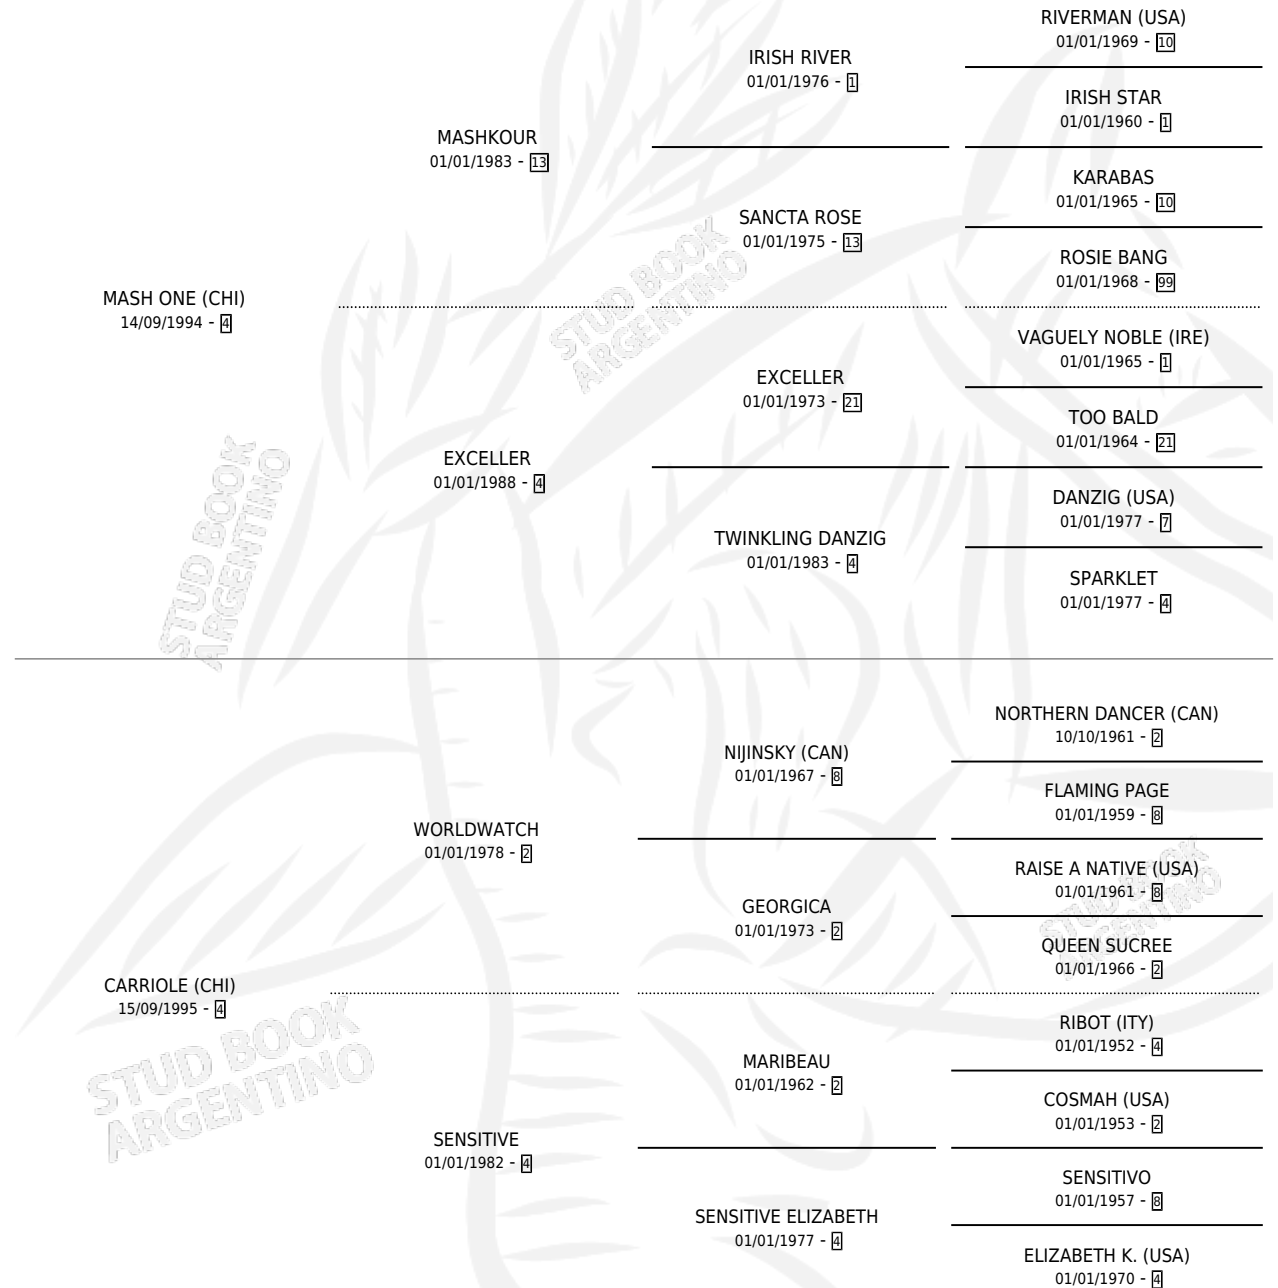 RIVERMAN (USA)
01/01/1969 - 10
IRISH RIVER
01/01/1976 - 1
IRISH STAR
01/01/1960 - 1
MASHKOUR
01/01/1983 - 13
KARABAS
01/01/1965 - 10
SANCTA ROSE
01/01/1975 - 13
ROSIE BANG
01/01/1968 - 99
MASH ONE (CHI)
14/09/1994 - 4
VAGUELY NOBLE (IRE)
01/01/1965 - 1
EXCELLER
01/01/1973 - 21
TOO BALD
01/01/1964 - 21
EXCELLER
01/01/1988 - 4
DANZIG (USA)
01/01/1977 - 7
TWINKLING DANZIG
01/01/1983 - 4
SPARKLET
01/01/1977 - 4
NORTHERN DANCER (CAN)
10/10/1961 - 2
NIJINSKY (CAN)
01/01/1967 - 8
FLAMING PAGE
01/01/1959 - 8
WORLDWATCH
01/01/1978 - 2
RAISE A NATIVE (USA)
01/01/1961 - 8
GEORGICA
01/01/1973 - 2
QUEEN SUCREE
01/01/1966 - 2
CARRIOLE (CHI)
15/09/1995 - 4
RIBOT (ITY)
01/01/1952 - 4
MARIBEAU
01/01/1962 - 2
COSMAH (USA)
01/01/1953 - 2
SENSITIVE
01/01/1982 - 4
SENSITIVO
01/01/1957 - 8
SENSITIVE ELIZABETH
01/01/1977 - 4
ELIZABETH K. (USA)
01/01/1970 - 4
STUD BOOK
ARGENTINO
STUD BOOK
ARGENTINO
STUD BOOK
ARGENTINO
STUD BOOK
ARGENTINO